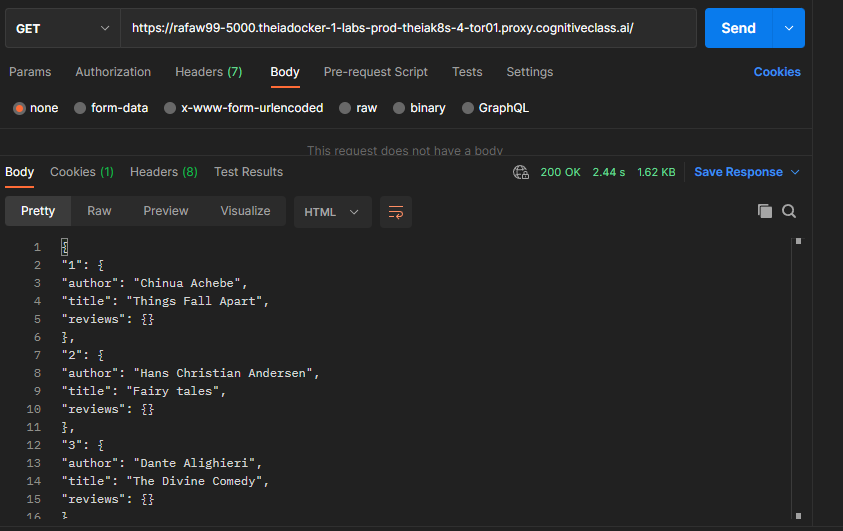 GET https://rafaw99-5000.theiadocker-1-labs-prod-theiak8s-4-tor01.proxy.cognitiveclass.ai/ Send
Params Authorization Headers (7) Body Pre-request Script Tests Settings Cookies
none form-data x-www-form-urlencoded raw binary GraphQL
This request does not have a body
Body Cookies (1) Headers (8) Test Results 200 OK 2.44 s 1.62 KB Save Response
Pretty Raw Preview Visualize HTML
1 {
2 "1": {
3 "author": "Chinua Achebe",
4 "title": "Things Fall Apart",
5 "reviews": {}
6 },
7 "2": {
8 "author": "Hans Christian Andersen",
9 "title": "Fairy tales",
10 "reviews": {}
11 },
12 "3": {
13 "author": "Dante Alighieri",
14 "title": "The Divine Comedy",
15 "reviews": {}
16 }